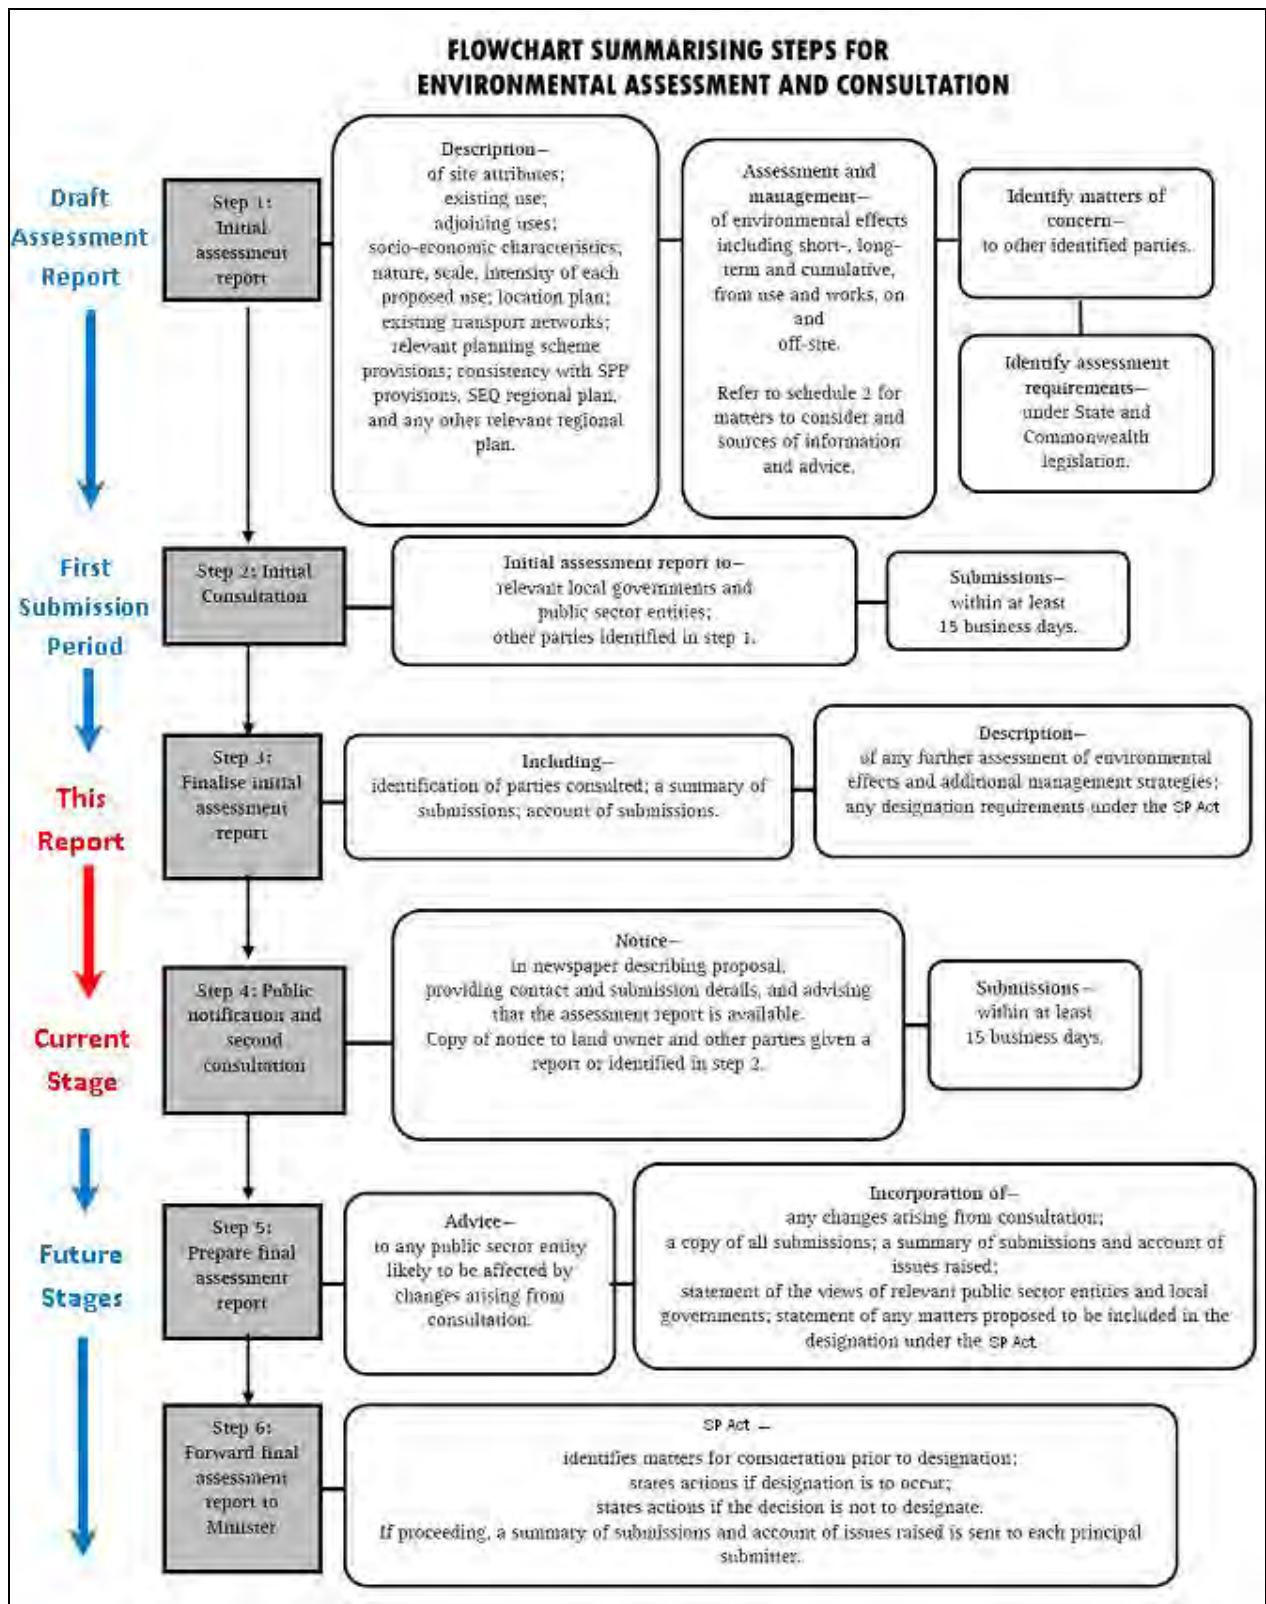 FLOWCHART SUMMARISING STEPS FOR
ENVIRONMENTAL ASSESSMENT AND CONSULTATION
Draft
Assessment
Report
Step 1:
Initial
assessment
report
Description—
of site attributes;
existing use;
adjoining uses;
socio-economic characteristics,
nature, scale, intensity of each
proposed use; location plan;
existing transport networks;
relevant planning scheme
provisions; consistency with SPP
provisions, SEQ regional plan,
and any other relevant regional
plan.
Assessment and
management—
of environmental effects
including short-, long-
term and cumulative,
from use and works, on
and
off-site.
Refer to schedule 2 for
matters to consider and
sources of information
and advice.
Identify matters of
concern—
to other identified parties.
Identify assessment
requirements—
under State and
Commonwealth
legislation.
First
Submission
Period
Step 2: Initial
Consultation
Initial assessment report to—
relevant local governments and
public sector entities;
other parties identified in step 1.
Submissions—
within at least
15 business days.
This
Report
Step 3:
Finalise initial
assessment
report
Including—
identification of parties consulted; a summary of
submissions; account of submissions.
Description—
of any further assessment of environmental
effects and additional management strategies;
any designation requirements under the SP Act
Current
Stage
Step 4: Public
notification and
second
consultation
Notice—
in newspaper describing proposal,
providing contact and submission details, and advising
that the assessment report is available.
Copy of notice to land owner and other parties given a
report or identified in step 2.
Submissions—
within at least
15 business days.
Future
Stages
Step 5:
Prepare final
assessment
report
Advice—
to any public sector entity
likely to be affected by
changes arising from
consultation.
Incorporation of—
any changes arising from consultation;
a copy of all submissions; a summary of submissions and account of
issues raised;
statement of the views of relevant public sector entities and local
governments; statement of any matters proposed to be included in the
designation under the SP Act
Step 6:
Forward final
assessment
report to
Minister
SP Act —
identifies matters for consideration prior to designation;
states actions if designation is to occur;
states actions if the decision is not to designate.
If proceeding, a summary of submissions and account of issues raised is sent to each principal
submitter.